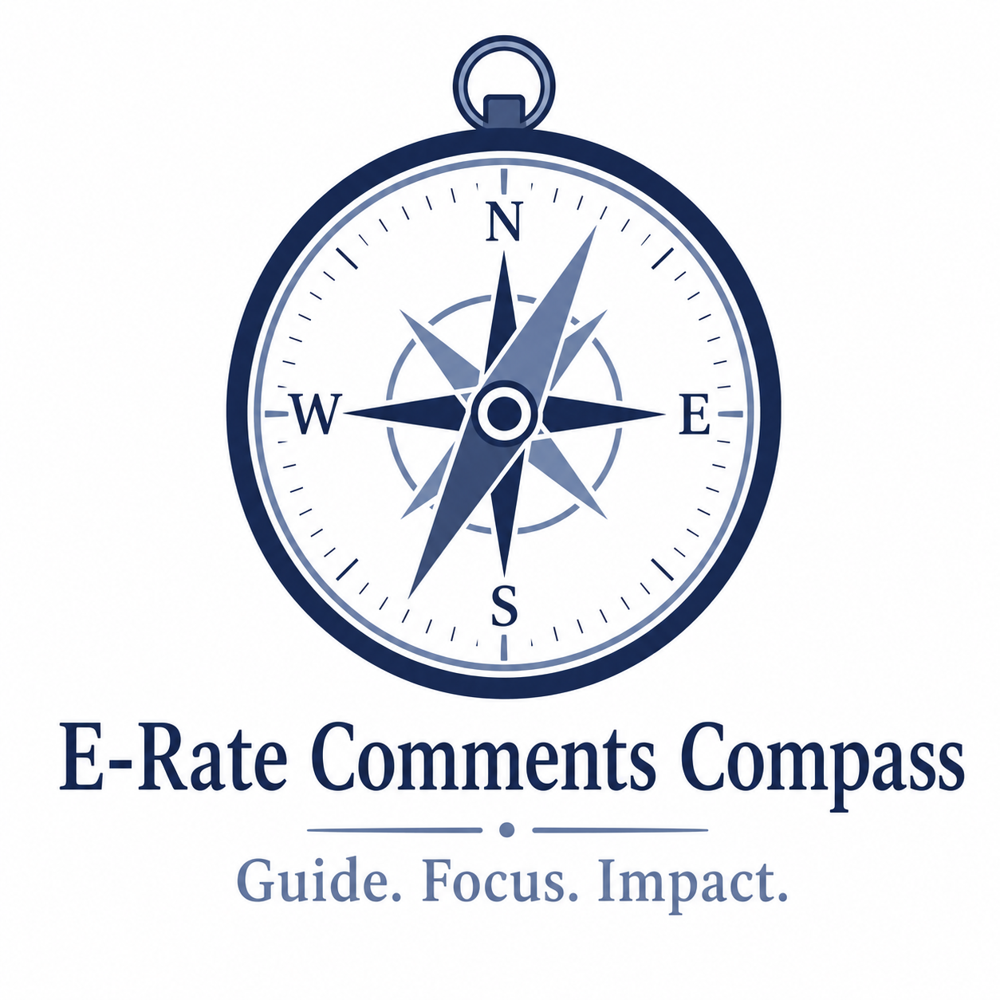 N
W E
S
E-Rate Comments Compass
Guide. Focus. Impact.